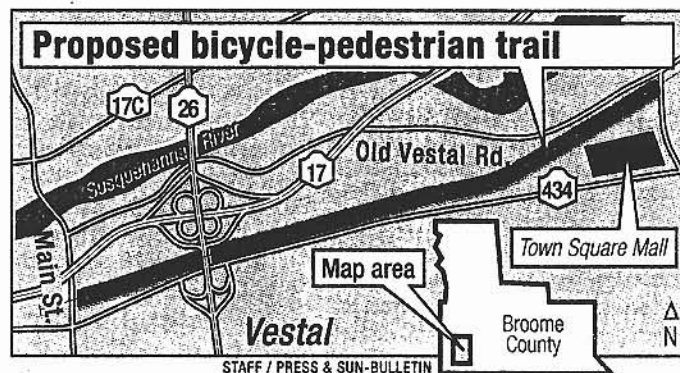 Proposed bicycle-pedestrian trail
17C
26
Susquehanna River
17
Old Vestal Rd.
434
Main St.
Town Square Mall
Map area
Vestal
Broome
County
N
STAFF / PRESS & SUN-BULLETIN